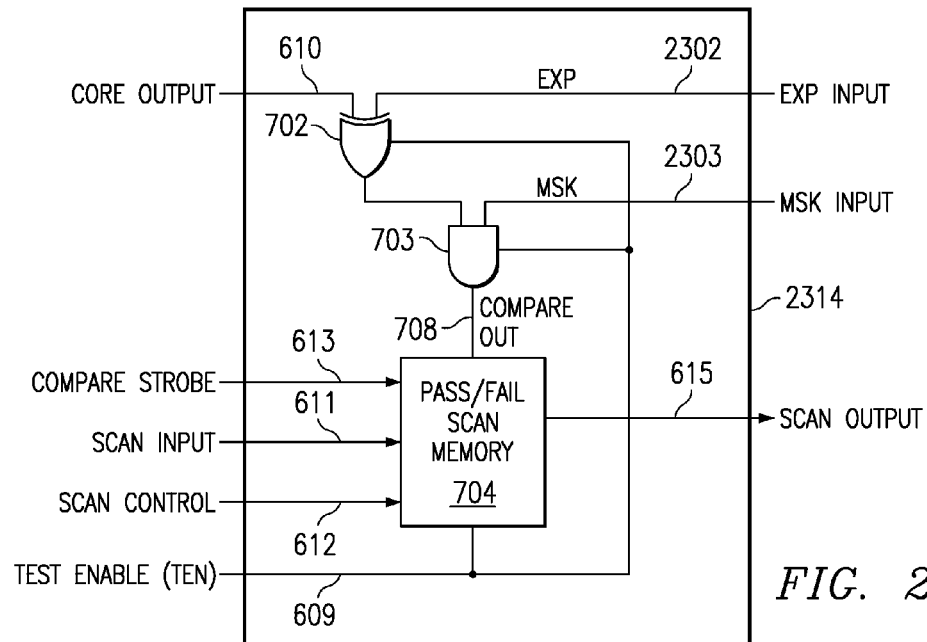 610
2302
CORE OUTPUT
EXP
EXP INPUT
702
2303
MSK
MSK INPUT
703
2314
708
COMPARE
OUT
613
COMPARE STROBE
PASS/FAIL
SCAN
MEMORY
704
615
611
SCAN OUTPUT
SCAN INPUT
SCAN CONTROL
612
TEST ENABLE (TEN)
609
FIG. 2